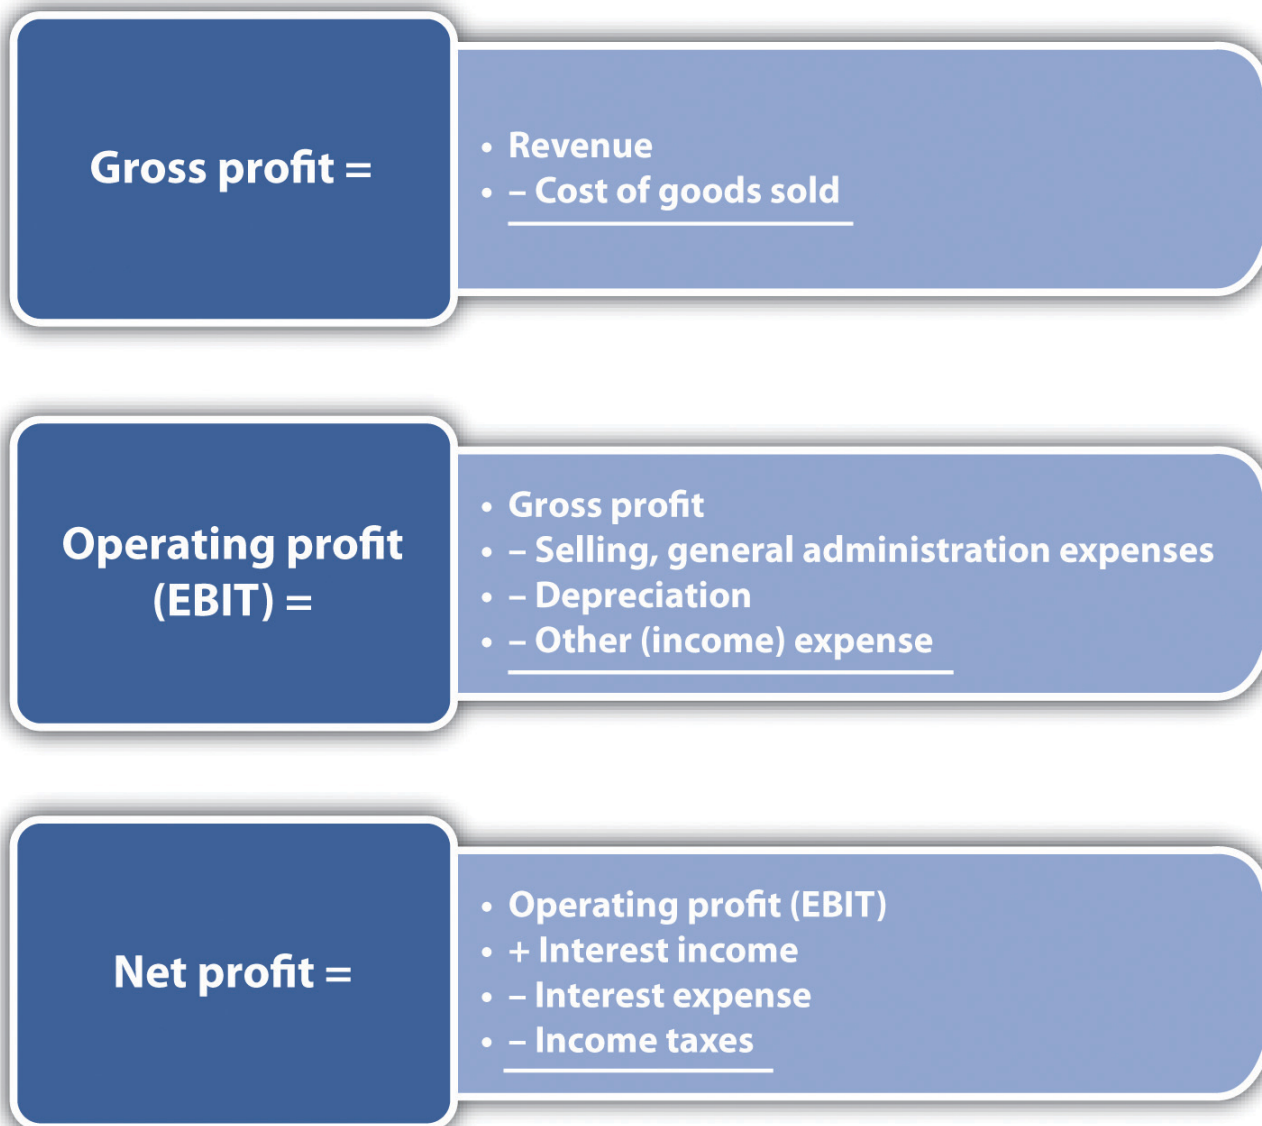 Gross profit =
• Revenue
• – Cost of goods sold
Operating profit
(EBIT) =
• Gross profit
• – Selling, general administration expenses
• – Depreciation
• – Other (income) expense
Net profit =
• Operating profit (EBIT)
• + Interest income
• – Interest expense
• – Income taxes